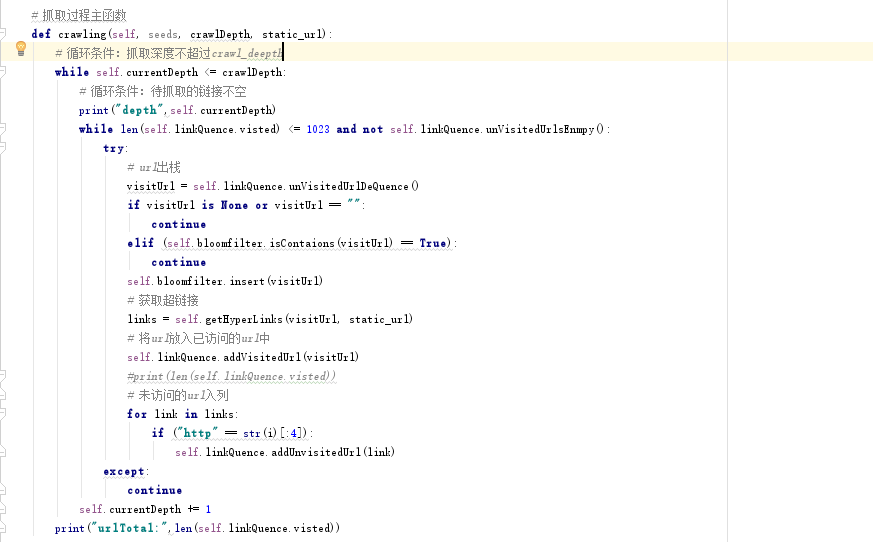 # 抓取过程主函数
def crawling(self, seeds, crawlDepth, static_url):
# 循环条件：抓取深度不超过crawl_deepth
while self.currentDepth <= crawlDepth:
# 循环条件：待抓取的链接不空
print("depth",self.currentDepth)
while len(self.linkQuence.visted) <= 1023 and not self.linkQuence.unVisitedUrlsEnmpy():
try:
# url出栈
visitUrl = self.linkQuence.unVisitedUrlDeQuence()
if visitUrl is None or visitUrl == "":
continue
elif (self.bloomfilter.isContaions(visitUrl) == True):
continue
self.bloomfilter.insert(visitUrl)
# 获取超链接
links = self.getHyperLinks(visitUrl, static_url)
# 将url放入已访问的url中
self.linkQuence.addVisitedUrl(visitUrl)
#print(len(self.linkQuence.visted))
# 未访问的url入列
for link in links:
if ("http" == str(i)[:4]):
self.linkQuence.addUnvisitedUrl(link)
except:
continue
self.currentDepth += 1
print("urlTotal:",len(self.linkQuence.visted))